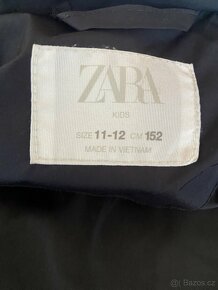 ZARA
KIDS
SIZE 11-12 CM 152
MADE IN VIETNAM
Bazos.cz